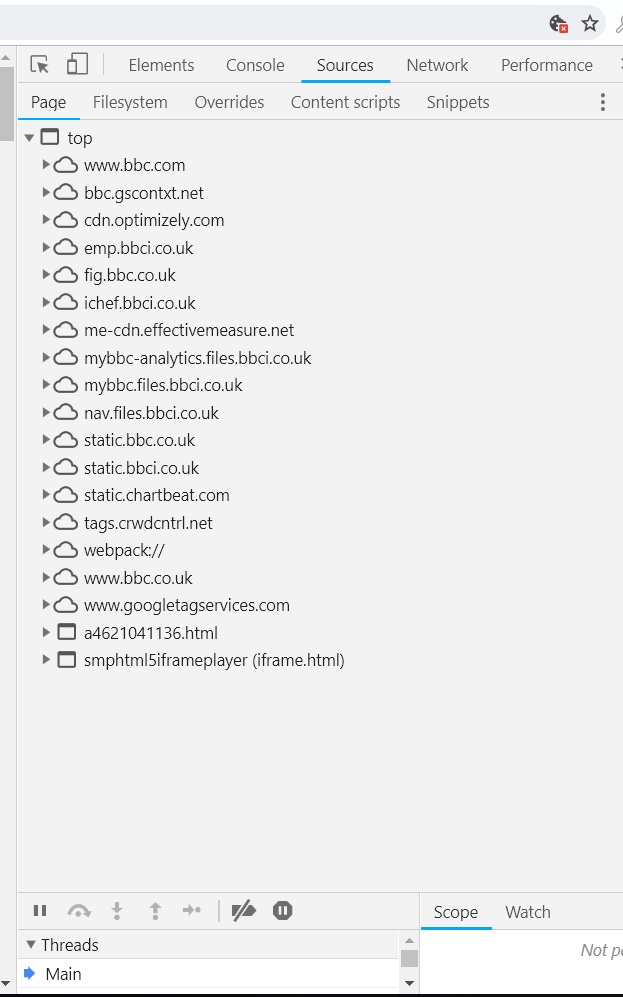 Elements Console Sources Network Performance
Page Filesystem Overrides Content scripts Snippets
top
www.bbc.com
bbc.gscontxt.net
cdn.optimizely.com
emp.bbci.co.uk
fig.bbc.co.uk
ichef.bbci.co.uk
me-cdn.effectivemeasure.net
mybbc-analytics.files.bbci.co.uk
mybbc.files.bbci.co.uk
nav.files.bbci.co.uk
static.bbc.co.uk
static.bbci.co.uk
static.chartbeat.com
tags.crwdcntrl.net
webpack://
www.bbc.co.uk
www.googletagservices.com
a4621041136.html
smphtml5iframeplayer (iframe.html)
Scope Watch
Threads
Not
Main